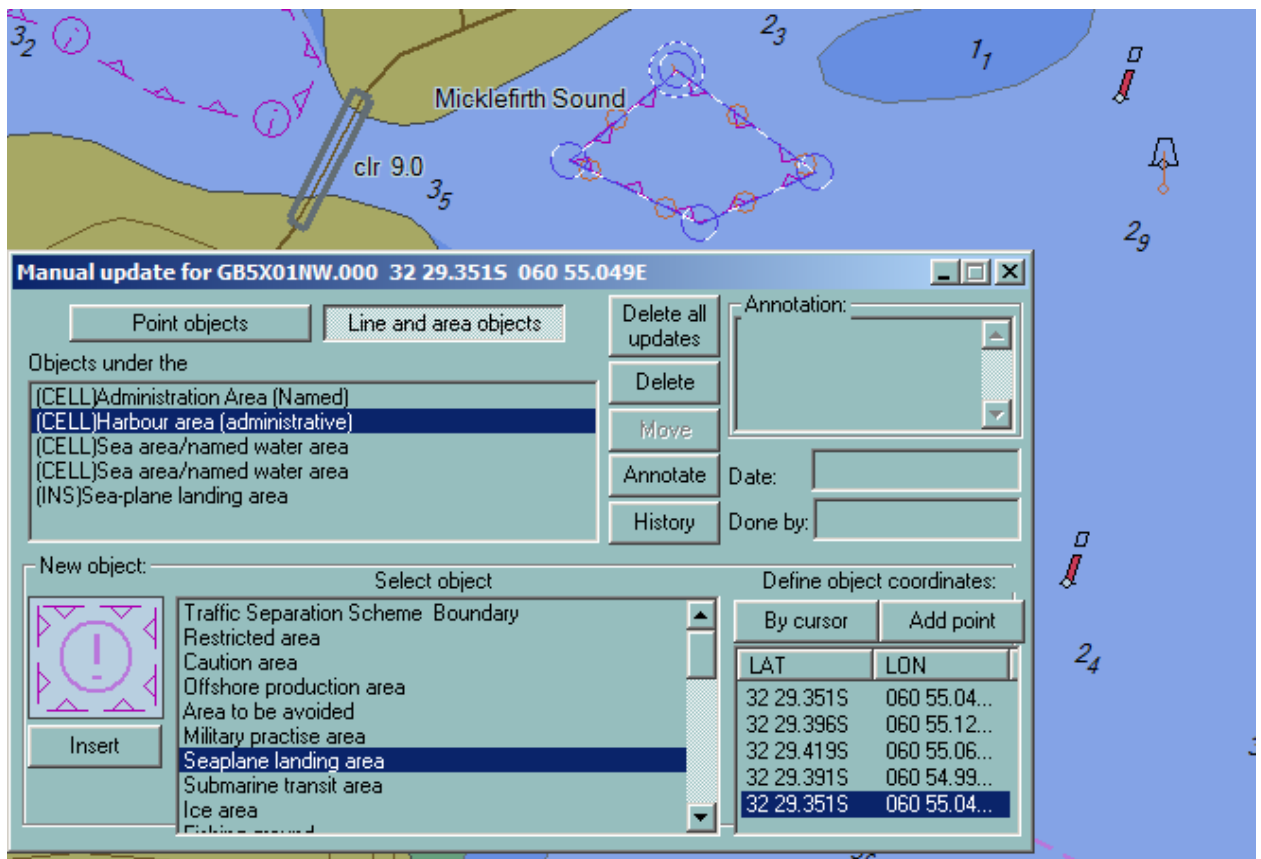 3₂
2₃
1₁
Micklefirth Sound
clr 9.0
3₅
2₉
Manual update for GB5X01NW.000 32 29.351S 060 55.049E
Point objects
Line and area objects
Delete all
updates
Annotation:
Objects under the
(CELL)Administration Area (Named)
(CELL)Harbour area (administrative)
(CELL)Sea area/named water area
(CELL)Sea area/named water area
(INS)Sea-plane landing area
Delete
Move
Annotate
Date:
History
Done by:
New object:
Select object
Define object coordinates:
Traffic Separation Scheme Boundary
Restricted area
Caution area
Offshore production area
Area to be avoided
Military practise area
Seaplane landing area
Submarine transit area
Ice area
Insert
By cursor
Add point
LAT LON
32 29.351S 060 55.04...
32 29.396S 060 55.12...
32 29.419S 060 55.06...
32 29.391S 060 54.99...
32 29.351S 060 55.04...
2₄